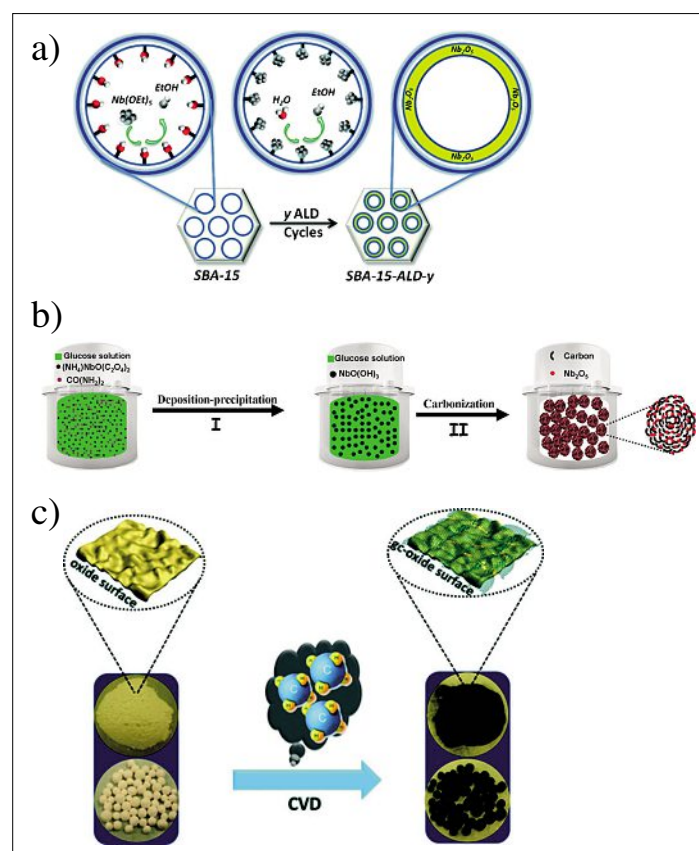 a)
Nb(OEt)₅
EtOH
H₂O
EtOH
Nb₂O₅
Nb₂O₅
Nb₂O₅
Nb₂O₅
y ALD
Cycles
SBA-15
SBA-15-ALD-y
b)
Glucose solution
(NH₄)NbO(C₂O₄)₂
CO(NH₂)₂
Deposition-precipitation
I
Glucose solution
NbO(OH)₃
Carbonization
II
Carbon
Nb₂O₅
c)
oxide surface
gc-oxide surface
C
C
C
CVD